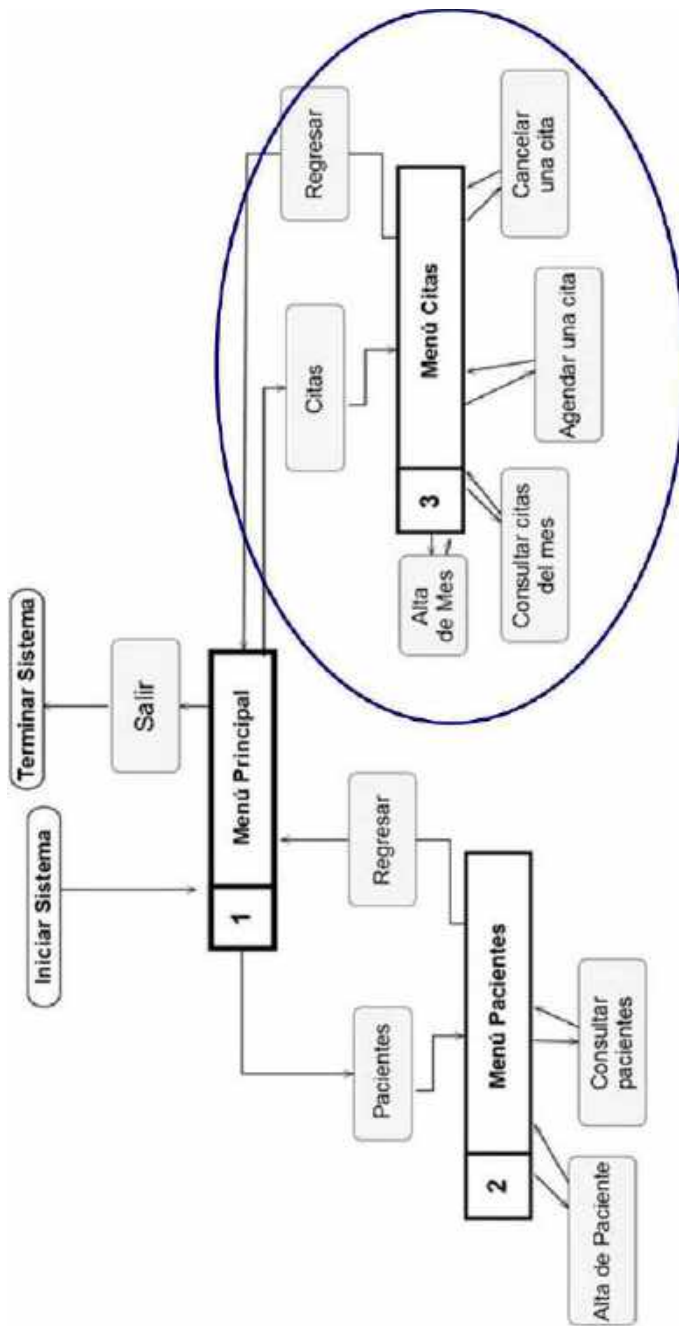 Iniciar Sistema
Terminar Sistema
Salir
1
Menú Principal
Pacientes
Regresar
Citas
Regresar
2
Menú Pacientes
Alta de Paciente
Consultar
pacientes
3
Menú Citas
Alta
de Mes
Consultar citas
del mes
Agendar una cita
Cancelar
una cita